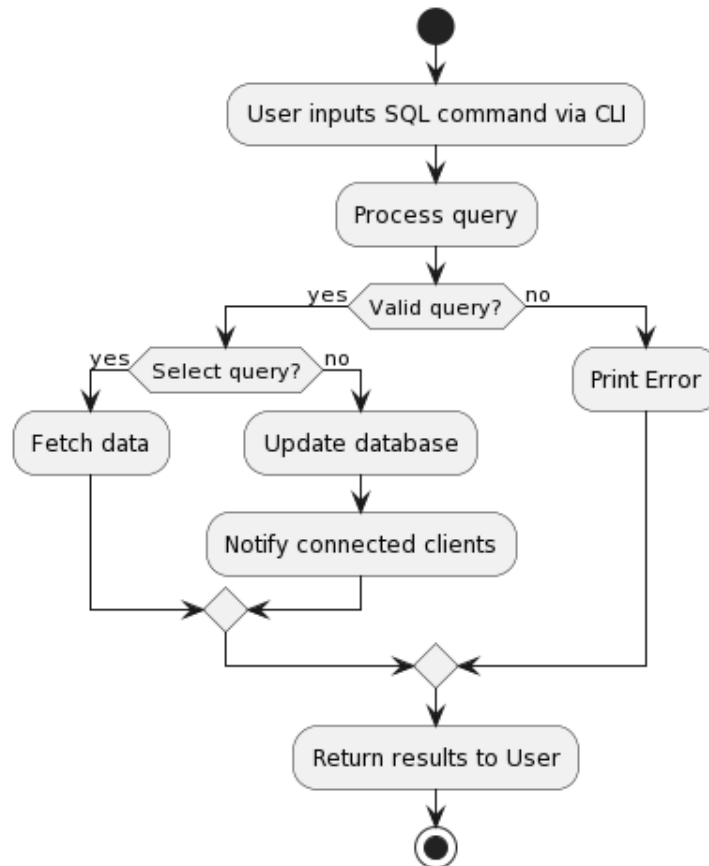 User inputs SQL command via CLI
Process query
yes
Valid query?
no
yes
Select query?
no
Print Error
Fetch data
Update database
Notify connected clients
Return results to User